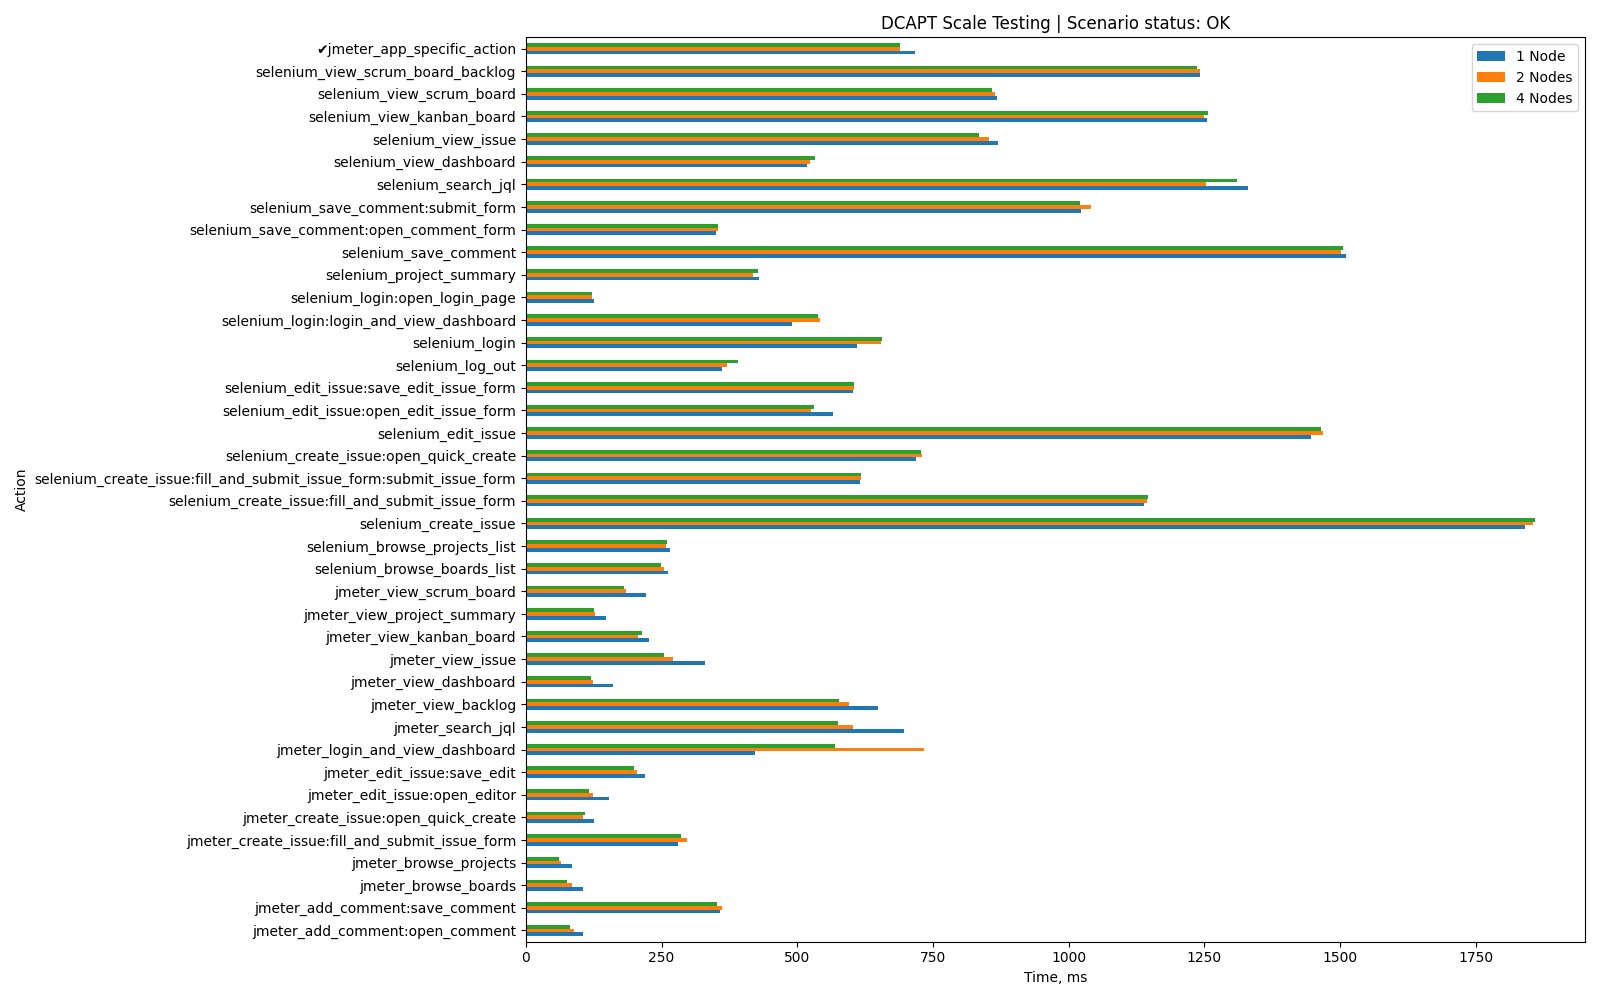 DCAPT Scale Testing | Scenario status: OK
✔jmeter_app_specific_action
selenium_view_scrum_board_backlog
selenium_view_scrum_board
selenium_view_kanban_board
selenium_view_issue
selenium_view_dashboard
selenium_search_jql
selenium_save_comment:submit_form
selenium_save_comment:open_comment_form
selenium_save_comment
selenium_project_summary
selenium_login:open_login_page
selenium_login:login_and_view_dashboard
selenium_login
selenium_log_out
selenium_edit_issue:save_edit_issue_form
selenium_edit_issue:open_edit_issue_form
selenium_edit_issue
selenium_create_issue:open_quick_create
selenium_create_issue:fill_and_submit_issue_form:submit_issue_form
selenium_create_issue:fill_and_submit_issue_form
selenium_create_issue
selenium_browse_projects_list
selenium_browse_boards_list
jmeter_view_scrum_board
jmeter_view_project_summary
jmeter_view_kanban_board
jmeter_view_issue
jmeter_view_dashboard
jmeter_view_backlog
jmeter_search_jql
jmeter_login_and_view_dashboard
jmeter_edit_issue:save_edit
jmeter_edit_issue:open_editor
jmeter_create_issue:open_quick_create
jmeter_create_issue:fill_and_submit_issue_form
jmeter_browse_projects
jmeter_browse_boards
jmeter_add_comment:save_comment
jmeter_add_comment:open_comment
Action
1 Node
2 Nodes
4 Nodes
0 250 500 750 1000 1250 1500 1750
Time, ms